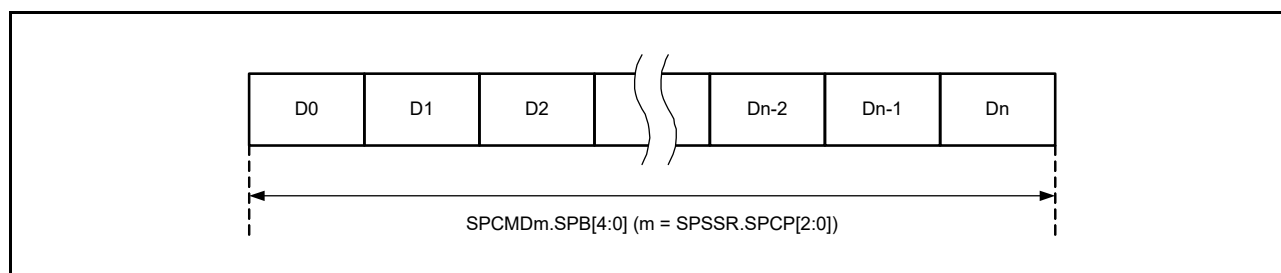 D0 D1 D2 Dn-2 Dn-1 Dn
SPCMDm.SPB[4:0] (m = SPSSR.SPCP[2:0])